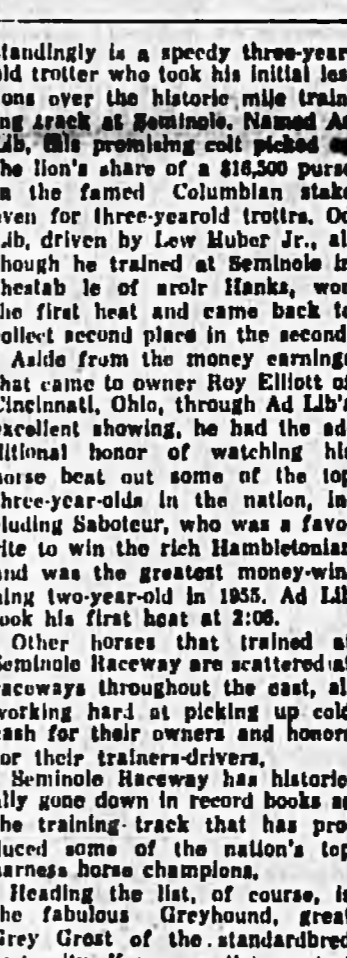 standingly is a speedy three-year
old trotter who took his initial les
sons over the historic mile train
ing track at Seminole. Named Ad
Lib, this promising colt picked up
the lion's share of a $16,500 purse
in the famed Columbian stake
even for three-yearold trottrs. Od
Lib, driven by Lew Huber Jr., al
though he trained at Seminole in
thestab le of arolr Hanks, won
the first heat and came back to
collect second place in the second.
Aside from the money earnings
that came to owner Roy Elliott of
Cincinnati, Ohio, through Ad Lib's
excellent showing, he had the ad
ditional honor of watching his
horse beat out some of the top
three-year-olds in the nation, in
cluding Saboteur, who was a favo
rite to win the rich Hambletonian
and was the greatest money-win
ning two-year-old in 1955. Ad Lib
took his first heat at 2:06.
Other horses that trained at
Seminole Raceway are scattered at
raceways throughout the east, all
working hard at picking up cold
cash for their owners and honors
for their trainers-drivers.
Seminole Raceway has historic
ally gone down in record books as
the training- track that has pro
duced some of the nation's top
harness horse champions.
Heading the list, of course, is
the fabulous Greyhound, great
Grey Grost of the standardbred